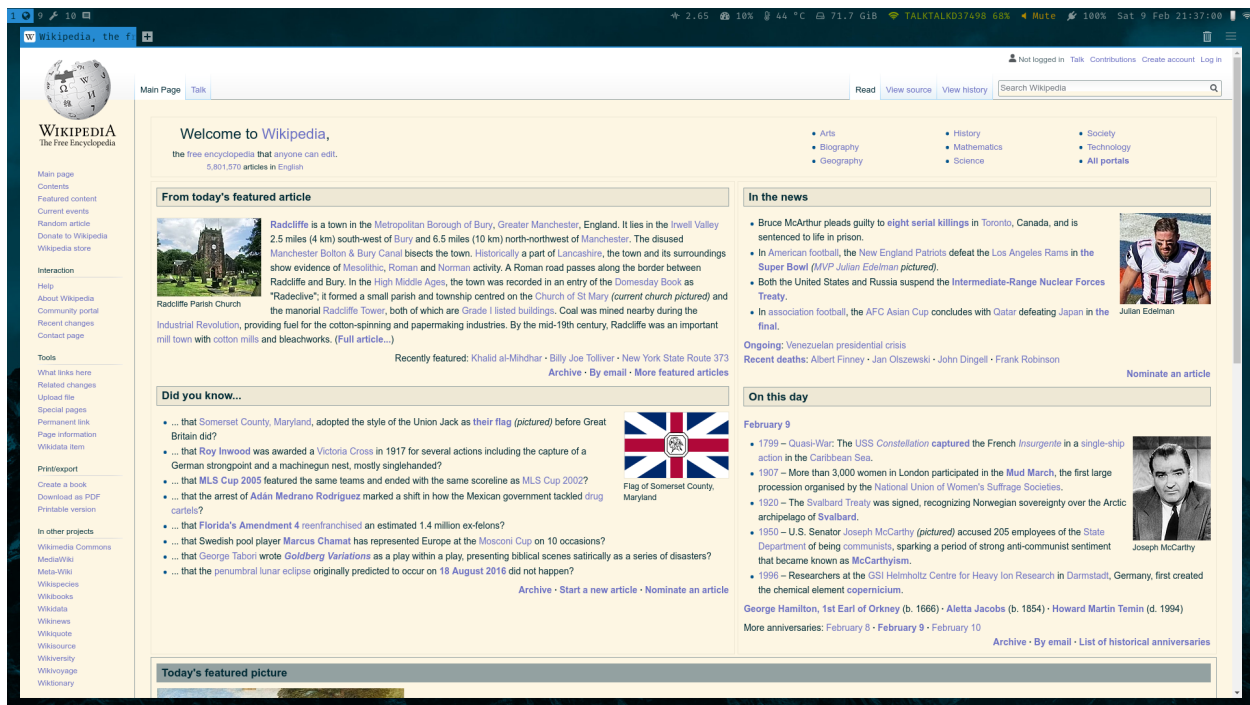 1 9 10
2.65 10% 44 °C 71.7 GiB TALKTALKD37498 68% Mute 100% Sat 9 Feb 21:37:00
Wikipedia, the f
Not logged in Talk Contributions Create account Log in
Main Page Talk
Read View source View history Search Wikipedia
WIKIPEDIA
The Free Encyclopedia
Main page
Contents
Featured content
Current events
Random article
Donate to Wikipedia
Wikipedia store
Interaction
Help
About Wikipedia
Community portal
Recent changes
Contact page
Tools
What links here
Related changes
Upload file
Special pages
Permanent link
Page information
Wikidata item
Print/export
Create a book
Download as PDF
Printable version
In other projects
Wikimedia Commons
MediaWiki
Meta-Wiki
Wikispecies
Wikibooks
Wikidata
Wikinews
Wikiquote
Wikisource
Wikiversity
Wikivoyage
Wiktionary
Welcome to Wikipedia,
the free encyclopedia that anyone can edit.
5,801,570 articles in English
• Arts
• Biography
• Geography
• History
• Mathematics
• Science
• Society
• Technology
• All portals
From today's featured article
Radcliffe is a town in the Metropolitan Borough of Bury, Greater Manchester, England. It lies in the Irwell Valley
2.5 miles (4 km) south-west of Bury and 6.5 miles (10 km) north-northwest of Manchester. The disused
Manchester Bolton & Bury Canal bisects the town. Historically a part of Lancashire, the town and its surroundings
show evidence of Mesolithic, Roman and Norman activity. A Roman road passes along the border between
Radcliffe and Bury. In the High Middle Ages, the town was recorded in an entry of the Domesday Book as
"Radeclive"; it formed a small parish and township centred on the Church of St Mary (current church pictured) and
the manorial Radcliffe Tower, both of which are Grade I listed buildings. Coal was mined nearby during the
Industrial Revolution, providing fuel for the cotton-spinning and papermaking industries. By the mid-19th century, Radcliffe was an important
mill town with cotton mills and bleachworks. (Full article...)
Radcliffe Parish Church
Recently featured: Khalid al-Mihdhar · Billy Joe Tolliver · New York State Route 373
Archive · By email · More featured articles
Did you know...
• ... that Somerset County, Maryland, adopted the style of the Union Jack as their flag (pictured) before Great
Britain did?
• ... that Roy Inwood was awarded a Victoria Cross in 1917 for several actions including the capture of a
German strongpoint and a machinegun nest, mostly singlehanded?
• ... that MLS Cup 2005 featured the same teams and ended with the same scoreline as MLS Cup 2002?
• ... that the arrest of Adán Medrano Rodríguez marked a shift in how the Mexican government tackled drug
cartels?
• ... that Florida's Amendment 4 reenfranchised an estimated 1.4 million ex-felons?
• ... that Swedish pool player Marcus Chamat has represented Europe at the Mosconi Cup on 10 occasions?
• ... that George Tabori wrote Goldberg Variations as a play within a play, presenting biblical scenes satirically as a series of disasters?
• ... that the penumbral lunar eclipse originally predicted to occur on 18 August 2016 did not happen?
Flag of Somerset County,
Maryland
Archive · Start a new article · Nominate an article
In the news
• Bruce McArthur pleads guilty to eight serial killings in Toronto, Canada, and is
sentenced to life in prison.
• In American football, the New England Patriots defeat the Los Angeles Rams in the
Super Bowl (MVP Julian Edelman pictured).
• Both the United States and Russia suspend the Intermediate-Range Nuclear Forces
Treaty.
• In association football, the AFC Asian Cup concludes with Qatar defeating Japan in the
final.
Julian Edelman
Ongoing: Venezuelan presidential crisis
Recent deaths: Albert Finney · Jan Olszewski · John Dingell · Frank Robinson
Nominate an article
On this day
February 9
• 1799 – Quasi-War: The USS Constellation captured the French Insurgente in a single-ship
action in the Caribbean Sea.
• 1907 – More than 3,000 women in London participated in the Mud March, the first large
procession organised by the National Union of Women's Suffrage Societies.
• 1920 – The Svalbard Treaty was signed, recognizing Norwegian sovereignty over the Arctic
archipelago of Svalbard.
• 1950 – U.S. Senator Joseph McCarthy (pictured) accused 205 employees of the State
Department of being communists, sparking a period of strong anti-communist sentiment
that became known as McCarthyism.
• 1996 – Researchers at the GSI Helmholtz Centre for Heavy Ion Research in Darmstadt, Germany, first created
the chemical element copernicium.
Joseph McCarthy
George Hamilton, 1st Earl of Orkney (b. 1666) · Aletta Jacobs (b. 1854) · Howard Martin Temin (d. 1994)
More anniversaries: February 8 · February 9 · February 10
Archive · By email · List of historical anniversaries
Today's featured picture